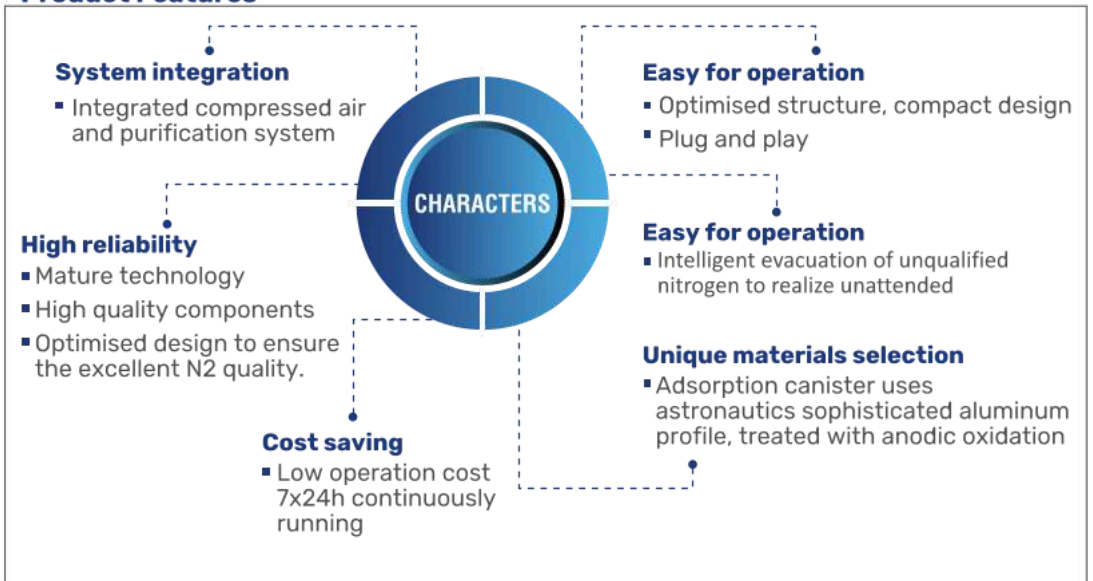 Product Features
System integration
▪ Integrated compressed air
and purification system
High reliability
▪ Mature technology
▪ High quality components
▪ Optimised design to ensure
the excellent N2 quality.
Cost saving
▪ Low operation cost
7x24h continuously
running
CHARACTERS
Easy for operation
▪ Optimised structure, compact design
▪ Plug and play
Easy for operation
▪ Intelligent evacuation of unqualified
nitrogen to realize unattended
Unique materials selection
▪ Adsorption canister uses
astronautics sophisticated aluminum
profile, treated with anodic oxidation